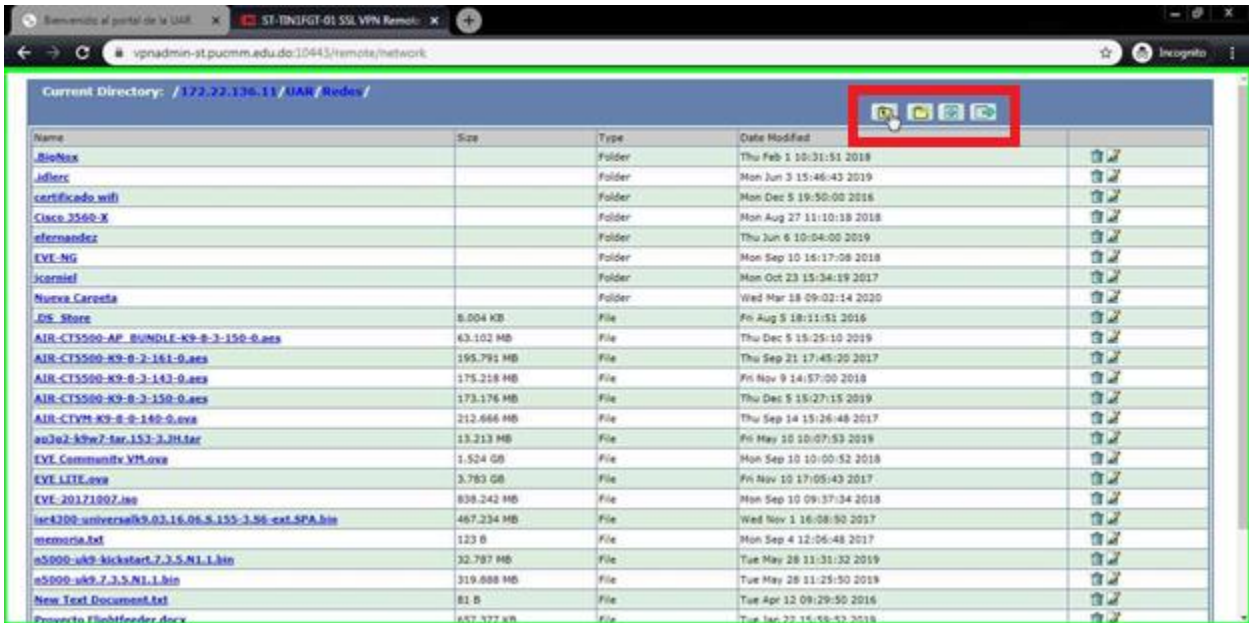 Bienvenido al portal de la UAR
ST-TIN1FGT-01 SSL VPN Remote
vpnadmin-st.pucmm.edu.do:10443/remote/network
Incognito
Current Directory: /172.22.136.11/UAR/Redes/
Name Size Type Date Modified
.BioNox Folder Thu Feb 1 10:31:51 2018
.idlerc Folder Mon Jun 3 15:46:43 2019
certificado wifi Folder Mon Dec 5 19:50:00 2016
Cisco 3560-X Folder Mon Aug 27 11:10:18 2018
efernandez Folder Thu Jun 6 10:04:00 2019
EVE-NG Folder Mon Sep 10 16:17:08 2018
jcorniel Folder Mon Oct 23 15:34:19 2017
Nueva Carpeta Folder Wed Mar 18 09:02:14 2020
.DS_Store 8.004 KB File Fri Aug 5 18:11:51 2016
AIR-CT5500-AP_BUNDLE-K9-8-3-150-0.aes 63.102 MB File Thu Dec 5 15:25:10 2019
AIR-CT5500-K9-8-2-161-0.aes 195.791 MB File Thu Sep 21 17:45:20 2017
AIR-CT5500-K9-8-3-143-0.aes 175.218 MB File Fri Nov 9 14:57:00 2018
AIR-CT5500-K9-8-3-150-0.aes 173.176 MB File Thu Dec 5 15:27:15 2019
AIR-CTVM-K9-8-0-140-0.ova 212.666 MB File Thu Sep 14 15:26:48 2017
ap3g2-k9w7-tar.153-3.JH.tar 13.213 MB File Fri May 10 10:07:53 2019
EVE Community VM.ova 1.524 GB File Mon Sep 10 10:00:52 2018
EVE LITE.ova 3.783 GB File Fri Nov 10 17:05:43 2017
EVE-20171007.iso 838.242 MB File Mon Sep 10 09:37:34 2018
isr4300-universalk9.03.16.06.S.155-3.S6-ext.SPA.bin 467.234 MB File Wed Nov 1 16:08:50 2017
memoria.txt 123 B File Mon Sep 4 12:06:48 2017
n5000-uk9-kickstart.7.3.5.N1.1.bin 32.787 MB File Tue May 28 11:31:32 2019
n5000-uk9.7.3.5.N1.1.bin 319.888 MB File Tue May 28 11:25:50 2019
New Text Document.txt 81 B File Tue Apr 12 09:29:50 2016
Proyecto Flightfeeder.docx 657.377 KB File Tue Jan 22 15:59:52 2019